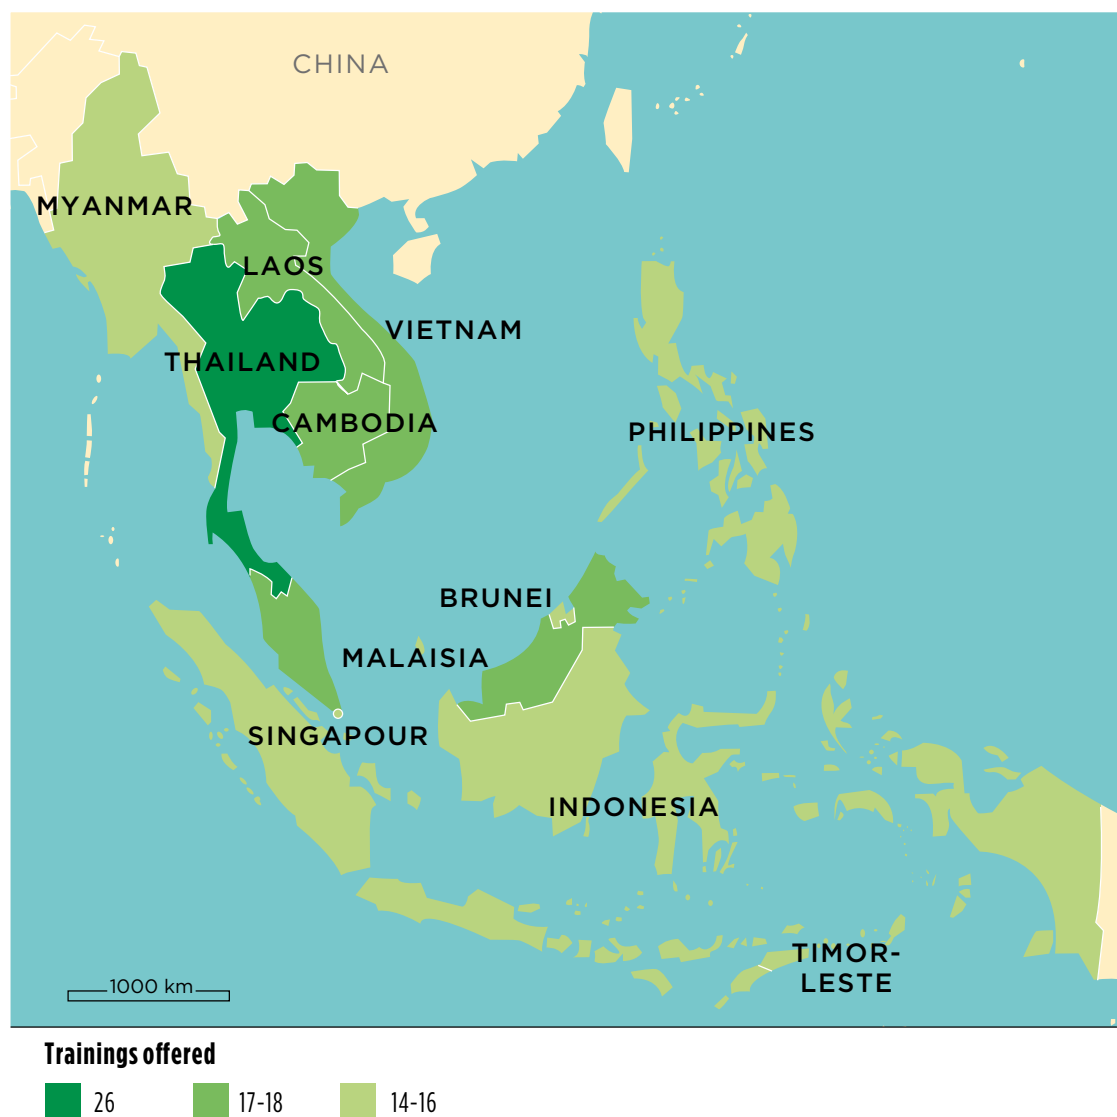 CHINA
MYANMAR
LAOS
VIETNAM
THAILAND
CAMBODIA
PHILIPPINES
BRUNEI
MALAISIA
SINGAPOUR
INDONESIA
TIMOR-
LESTE
1000 km
Trainings offered
26
17-18
14-16